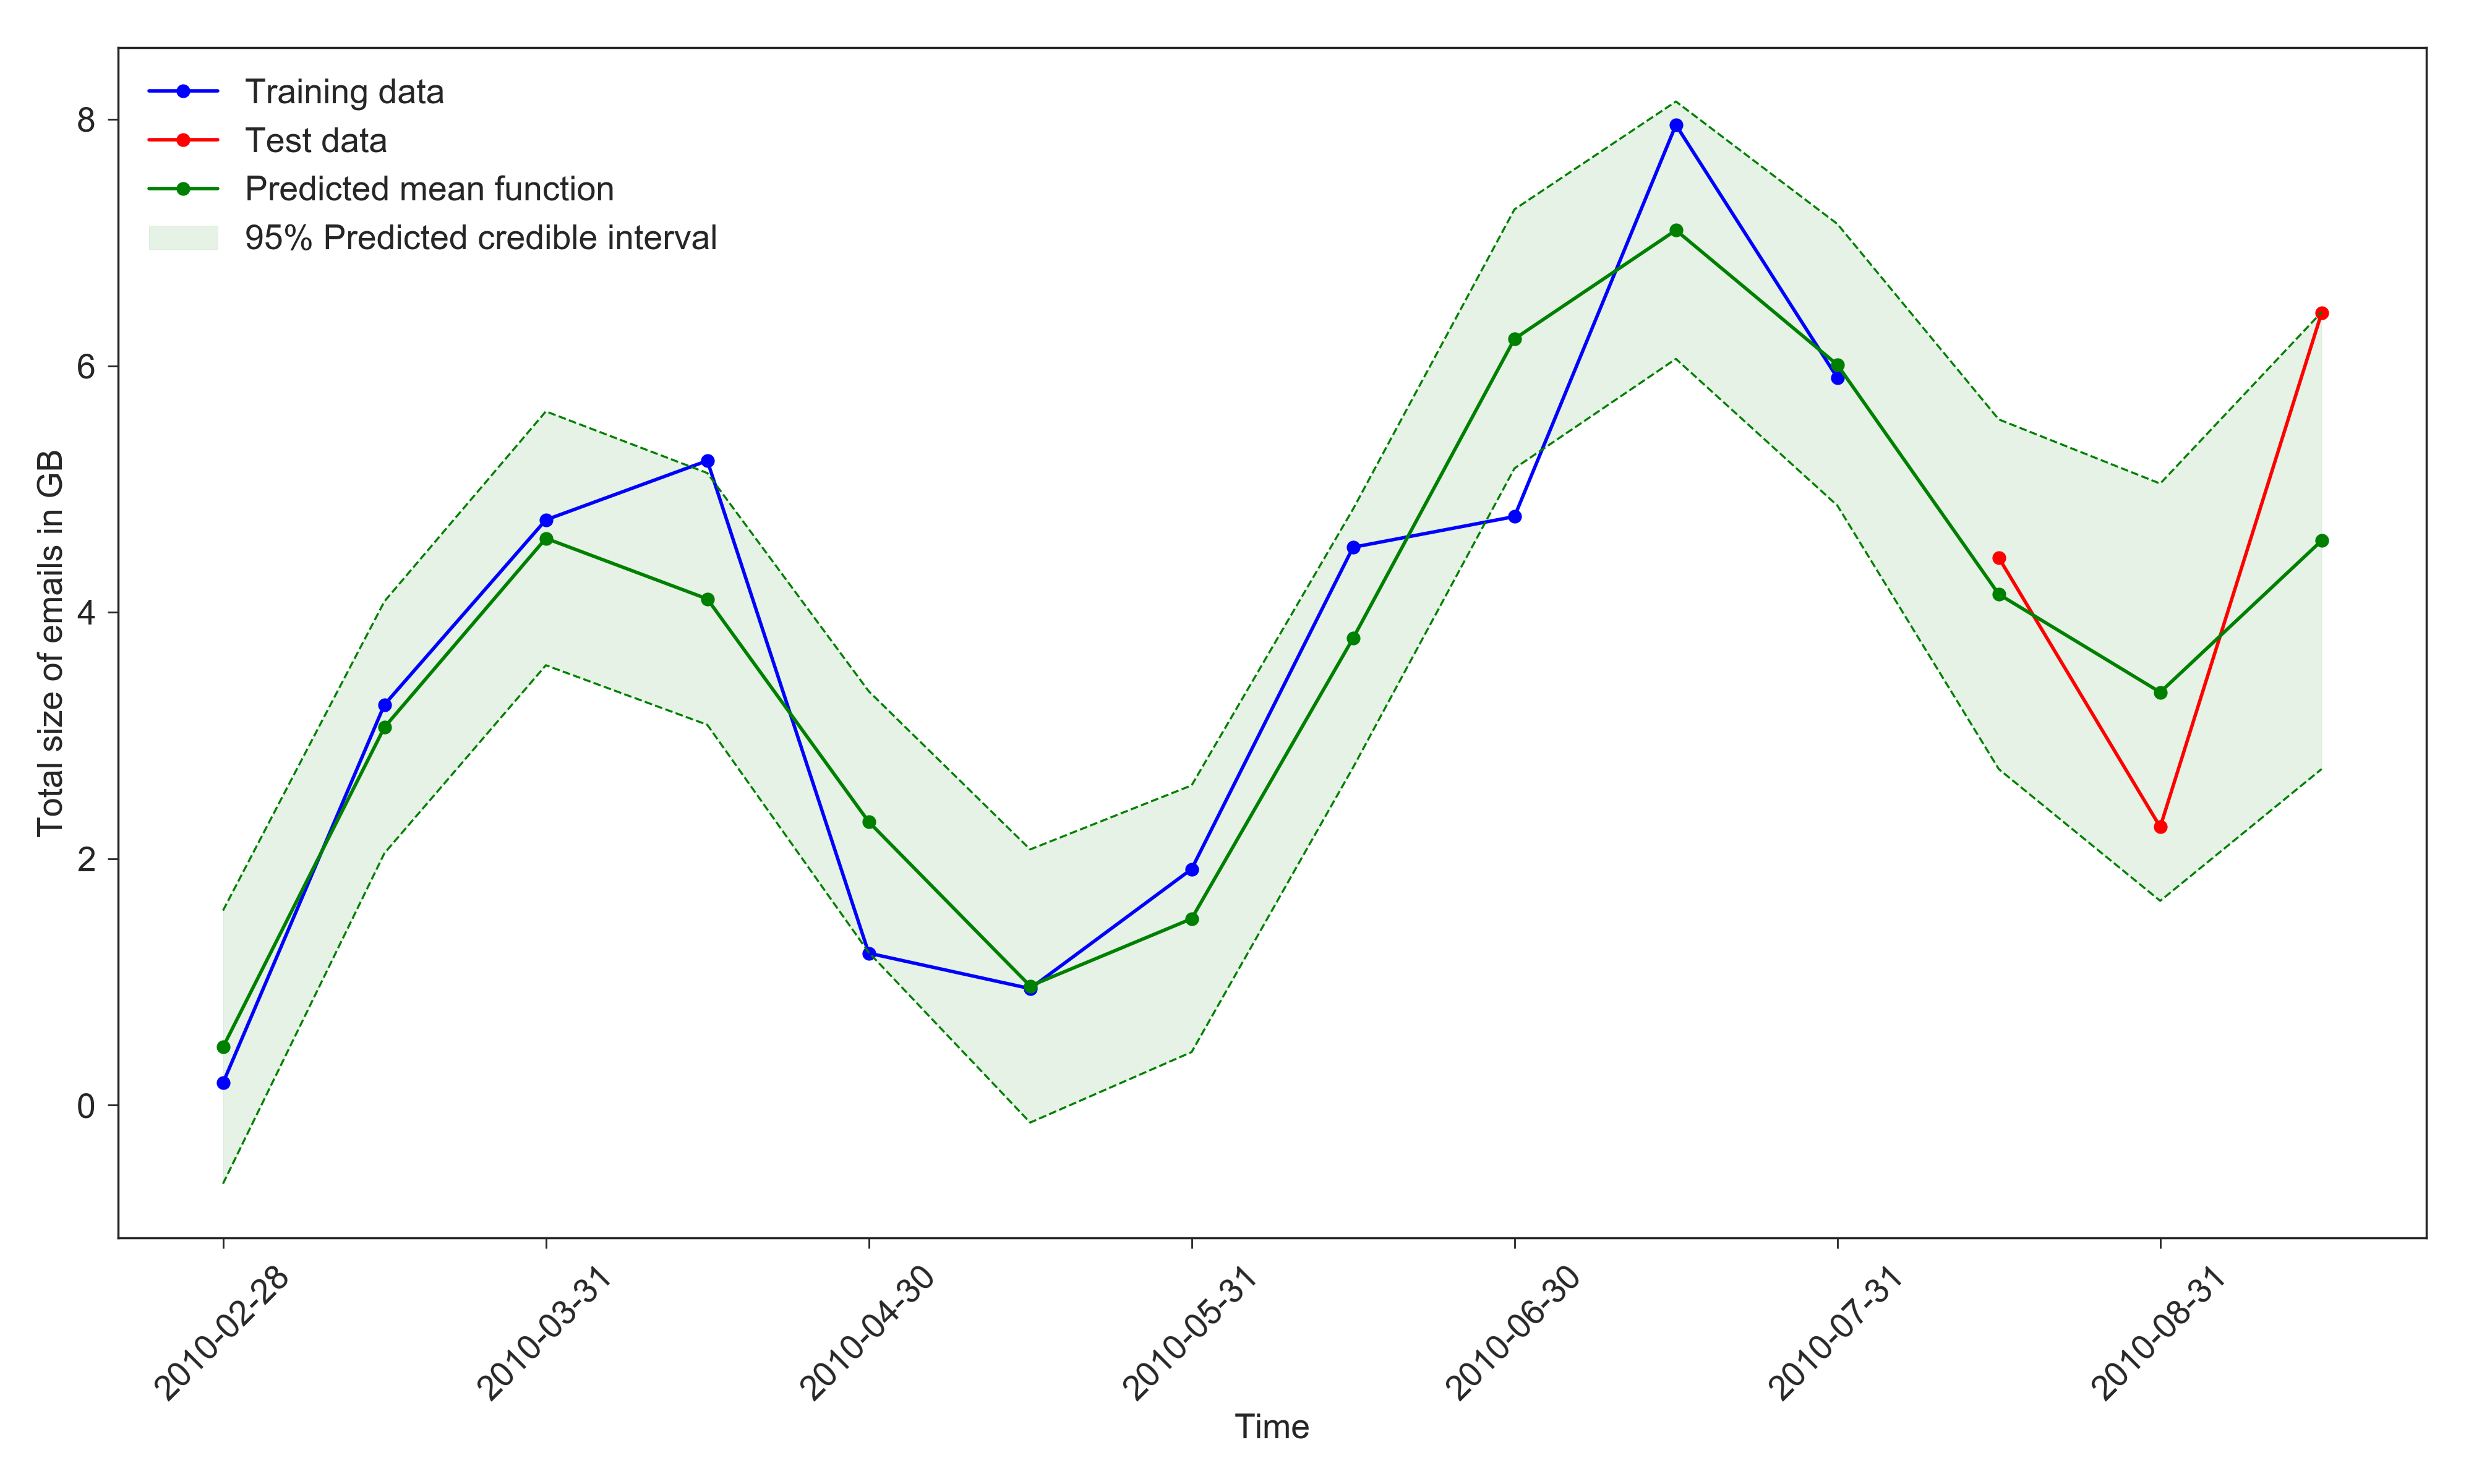 Training data
Test data
Predicted mean function
95% Predicted credible interval
Total size of emails in GB
8
6
4
2
0
2010-02-28
2010-03-31
2010-04-30
2010-05-31
2010-06-30
2010-07-31
2010-08-31
Time